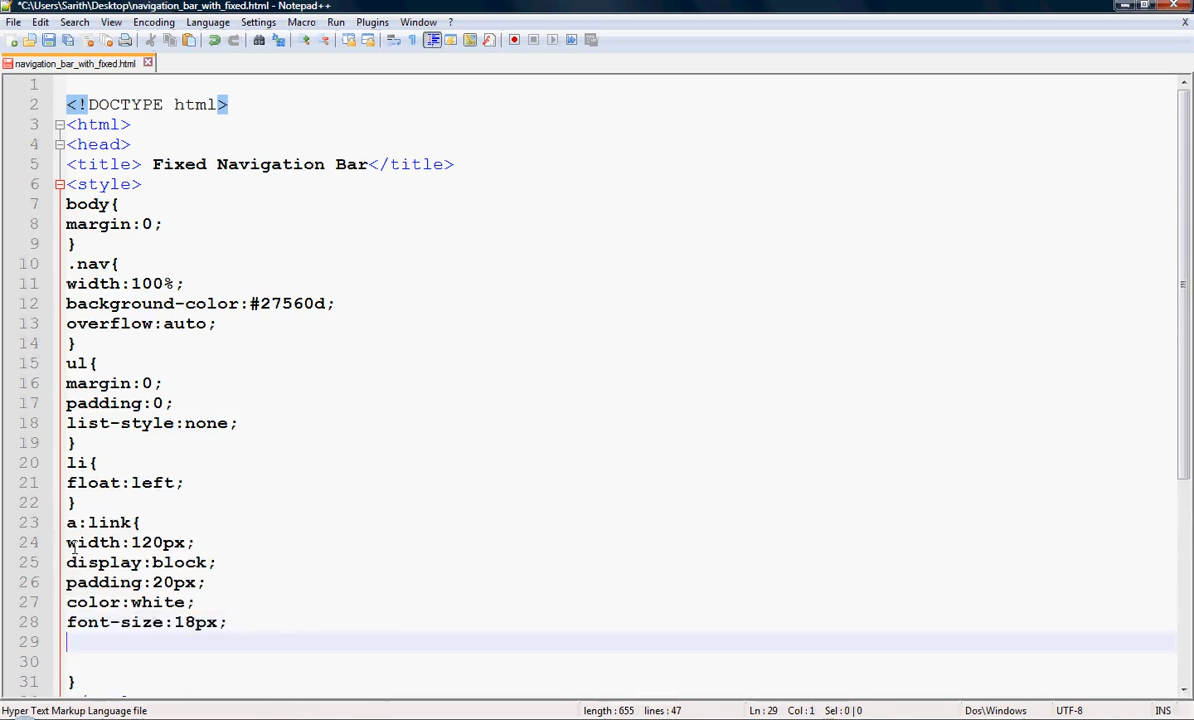 *C:\Users\Sarith\Desktop\navigation_bar_with_fixed.html - Notepad++
File Edit Search View Encoding Language Settings Macro Run Plugins Window ? X
navigation_bar_with_fixed.html
1
2 <!DOCTYPE html>
3 <html>
4 <head>
5 <title> Fixed Navigation Bar</title>
6 <style>
7 body{
8 margin:0;
9 }
10 .nav{
11 width:100%;
12 background-color:#27560d;
13 overflow:auto;
14 }
15 ul{
16 margin:0;
17 padding:0;
18 list-style:none;
19 }
20 li{
21 float:left;
22 }
23 a:link{
24 width:120px;
25 display:block;
26 padding:20px;
27 color:white;
28 font-size:18px;
29
30
31 }
Hyper Text Markup Language file length:655 lines:47 Ln:29 Col:1 Sel:0|0 Dos\Windows UTF-8 INS